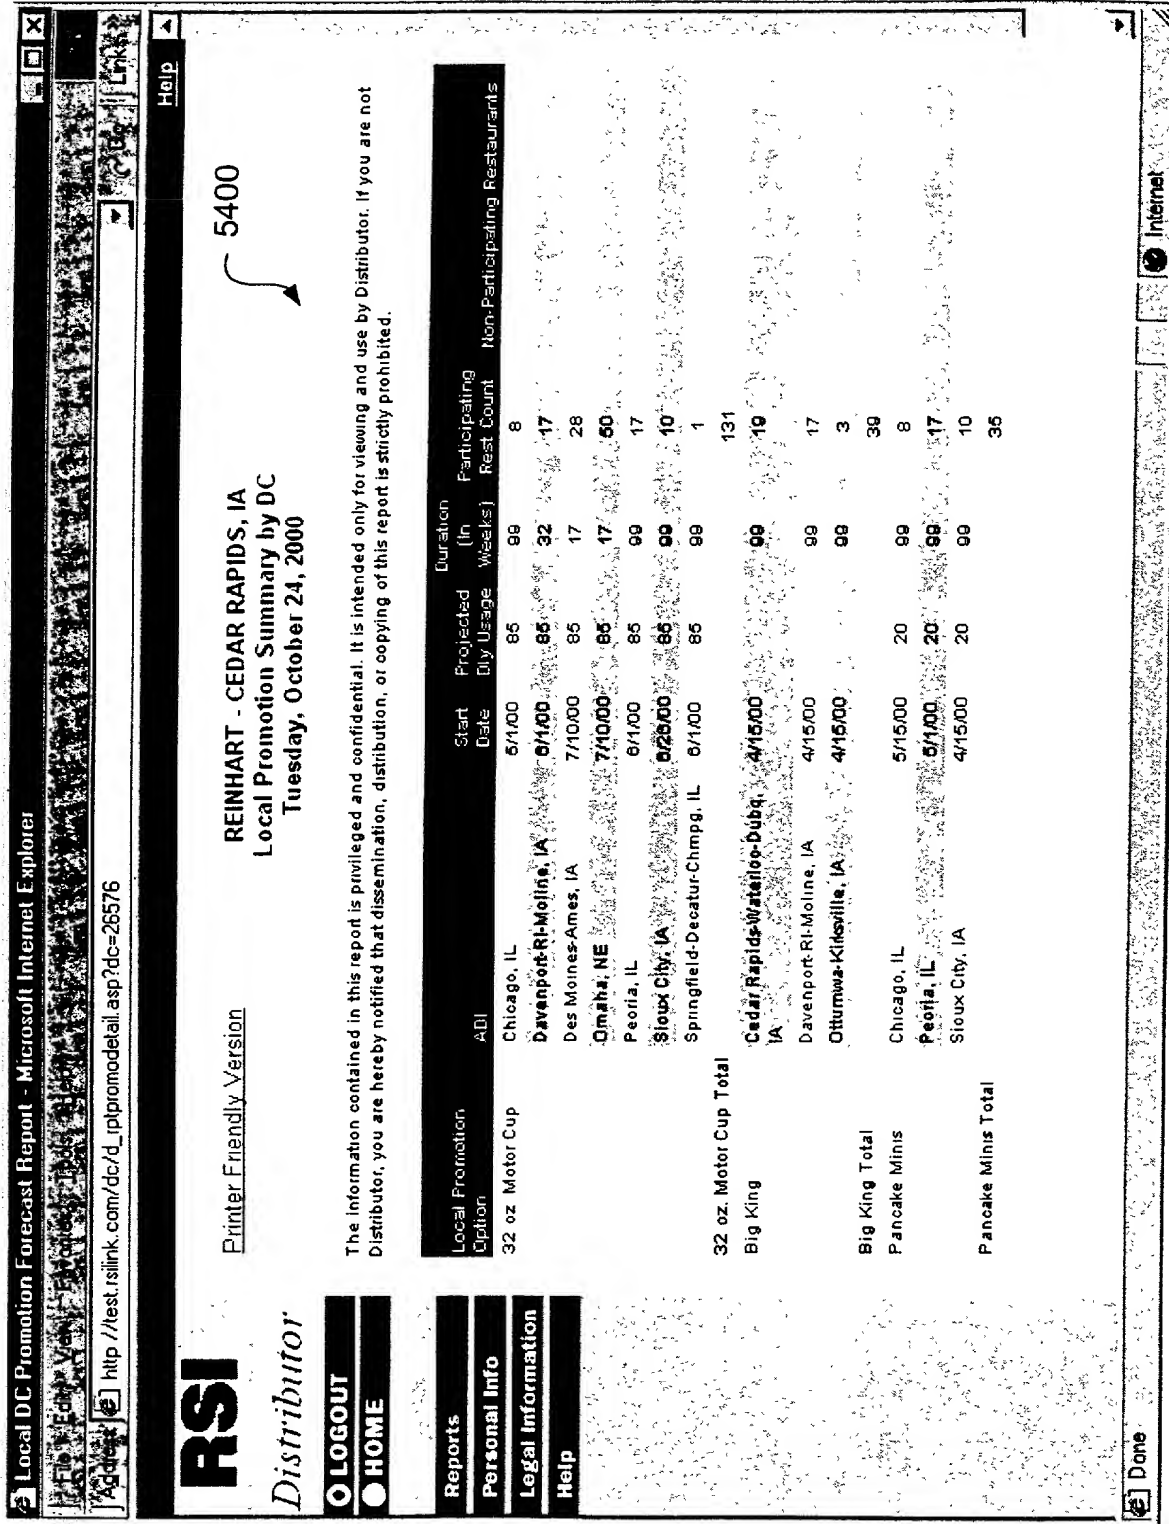 Local DC Promotion Forecast Report - Microsoft Internet Explorer
File Edit View Favorites Tools Help
Address http://test.rsilink.com/dc/d_rptpromodetail.asp?dc=26576 Go Links
Help
RSI
Distributor
LOGOUT
HOME
Reports
Personal Info
Legal Information
Help
Printer Friendly Version
REINHART - CEDAR RAPIDS, IA
Local Promotion Summary by DC
Tuesday, October 24, 2000
5400
The information contained in this report is privileged and confidential. It is intended only for viewing and use by Distributor. If you are not
Distributor, you are hereby notified that dissemination, distribution, or copying of this report is strictly prohibited.
Local Promotion Option ADI Start Date Projected Dly Usage Duration (In Weeks) Participating Rest Count Non-Participating Restaurants
32 oz Motor Cup Chicago, IL 5/1/00 85 99 8
Davenport-RI-Moline, IA 6/1/00 85 32 17
Des Moines-Ames, IA 7/10/00 85 17 28
Omaha, NE 7/10/00 85 17 50
Peoria, IL 6/1/00 85 99 17
Sioux City, IA 6/26/00 85 99 10
Springfield-Decatur-Chmpg, IL 6/1/00 85 99 1
32 oz. Motor Cup Total 131
Big King Cedar Rapids-Waterloo-Dubq, 4/15/00 99 19
IA
Davenport-RI-Moline, IA 4/15/00 99 17
Ottumwa-Kirksville, IA 4/15/00 99 3
Big King Total 39
Pancake Minis Chicago, IL 5/15/00 20 99 8
Peoria, IL 5/1/00 20 99 17
Sioux City, IA 4/15/00 20 99 10
Pancake Minis Total 35
Done Internet